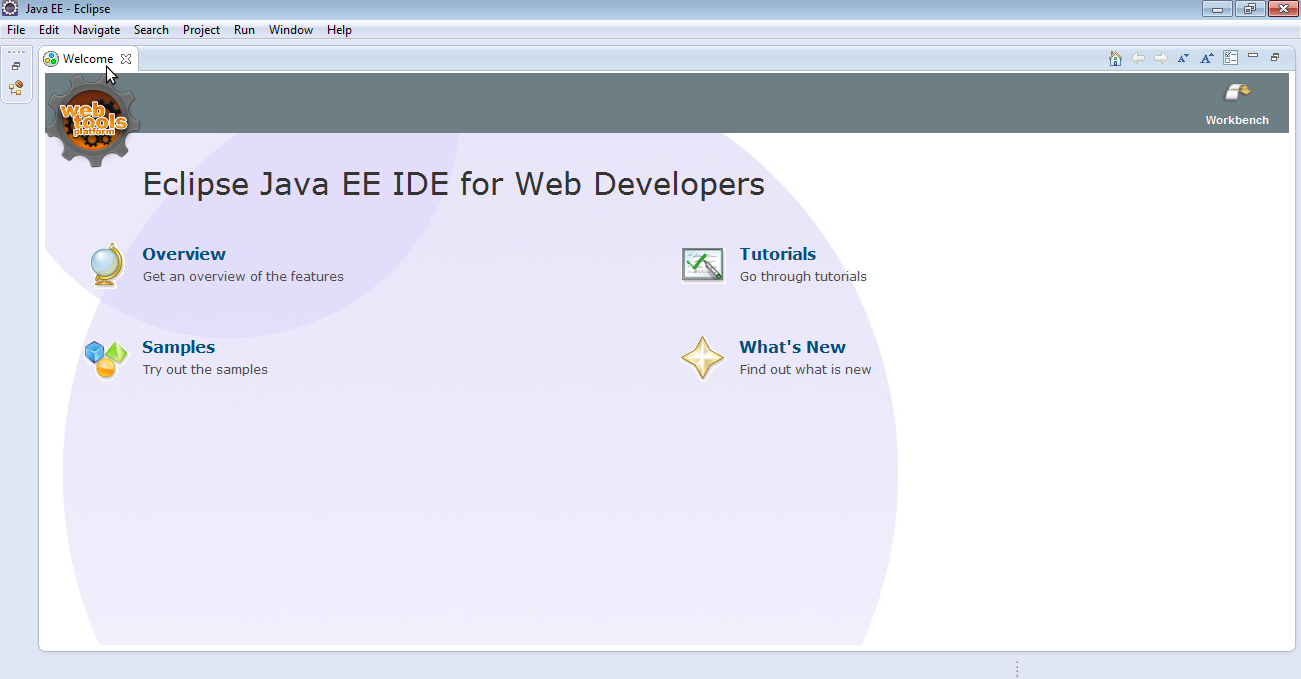 Java EE - Eclipse
File Edit Navigate Search Project Run Window Help
Welcome
web
tools
platform
Workbench
Eclipse Java EE IDE for Web Developers
Overview
Get an overview of the features
Tutorials
Go through tutorials
Samples
Try out the samples
What's New
Find out what is new